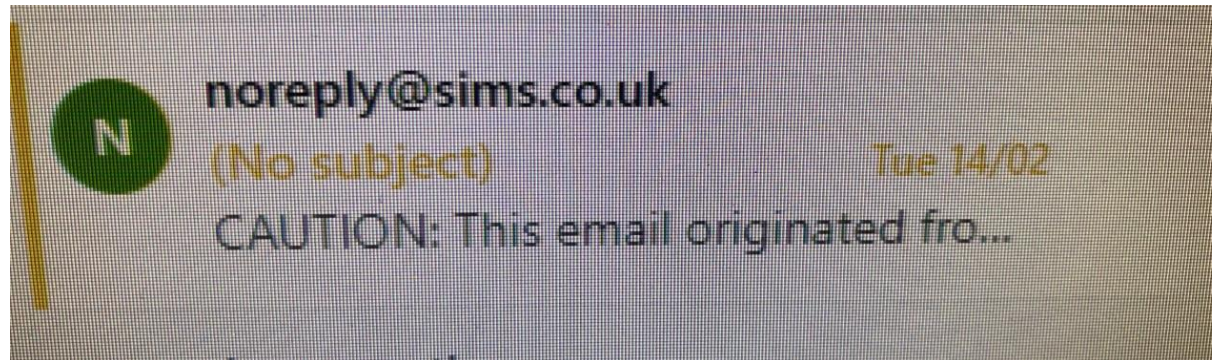 noreply@sims.co.uk
N
(No subject) Tue 14/02
CAUTION: This email originated fro...